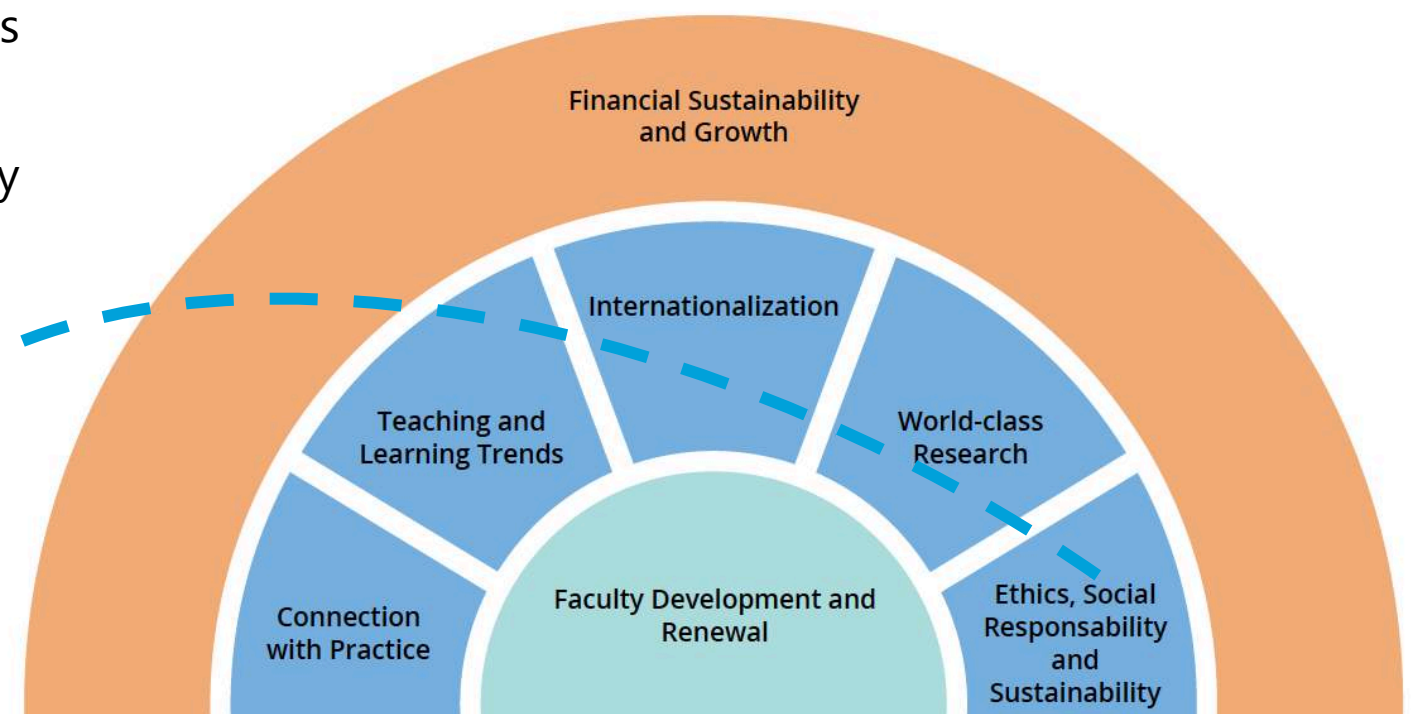 s
y
Financial Sustainability
and Growth
Internationalization
Teaching and
Learning Trends
World-class
Research
Connection
with Practice
Faculty Development and
Renewal
Ethics, Social
Responsability
and
Sustainability